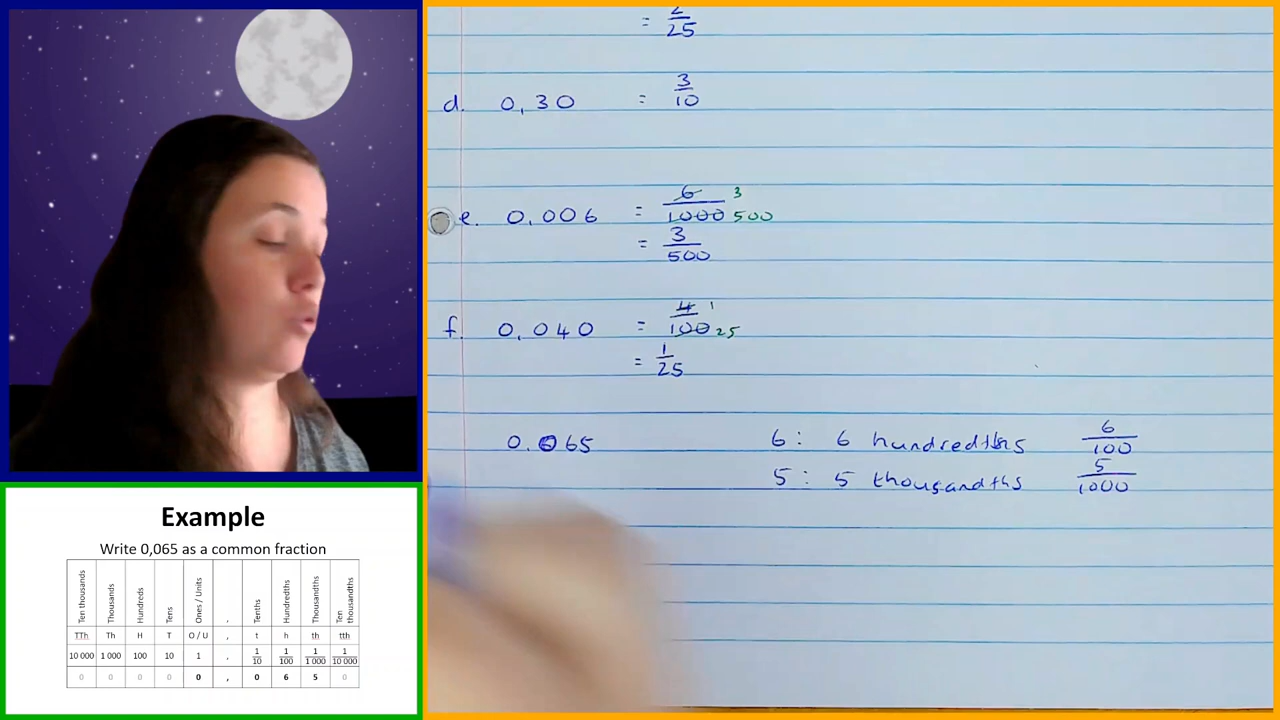 = 2/25
d. 0,30 = 3/10
e. 0,006 = 6/1000 3 500
= 3/500
f. 0,040 = 4/100 1 25
= 1/25
0.065 6 : 6 hundredths 6/100
5 : 5 thousandths 5/1000
Example
Write 0,065 as a common fraction
Ten thousands Thousands Hundreds Tens Ones / Units , Tenths Hundredths Thousandths Ten thousandths
TTh Th H T O / U , t h th tth
10 000 1 000 100 10 1 , 1/10 1/100 1/1 000 1/10 000
0 0 0 0 0 , 0 6 5 0